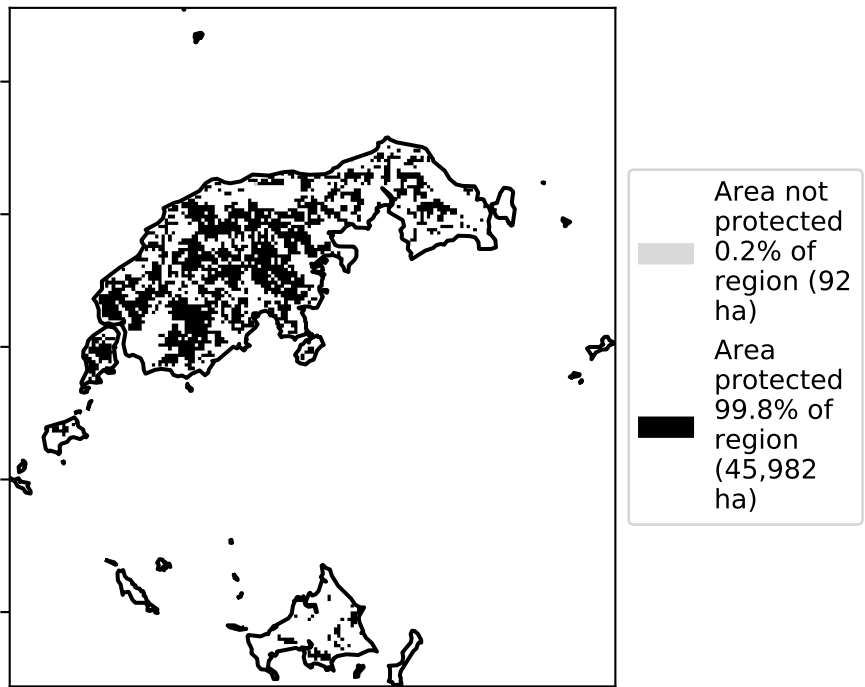 Area not
protected
0.2% of
region (92
ha)
Area
protected
99.8% of
region
(45,982
ha)